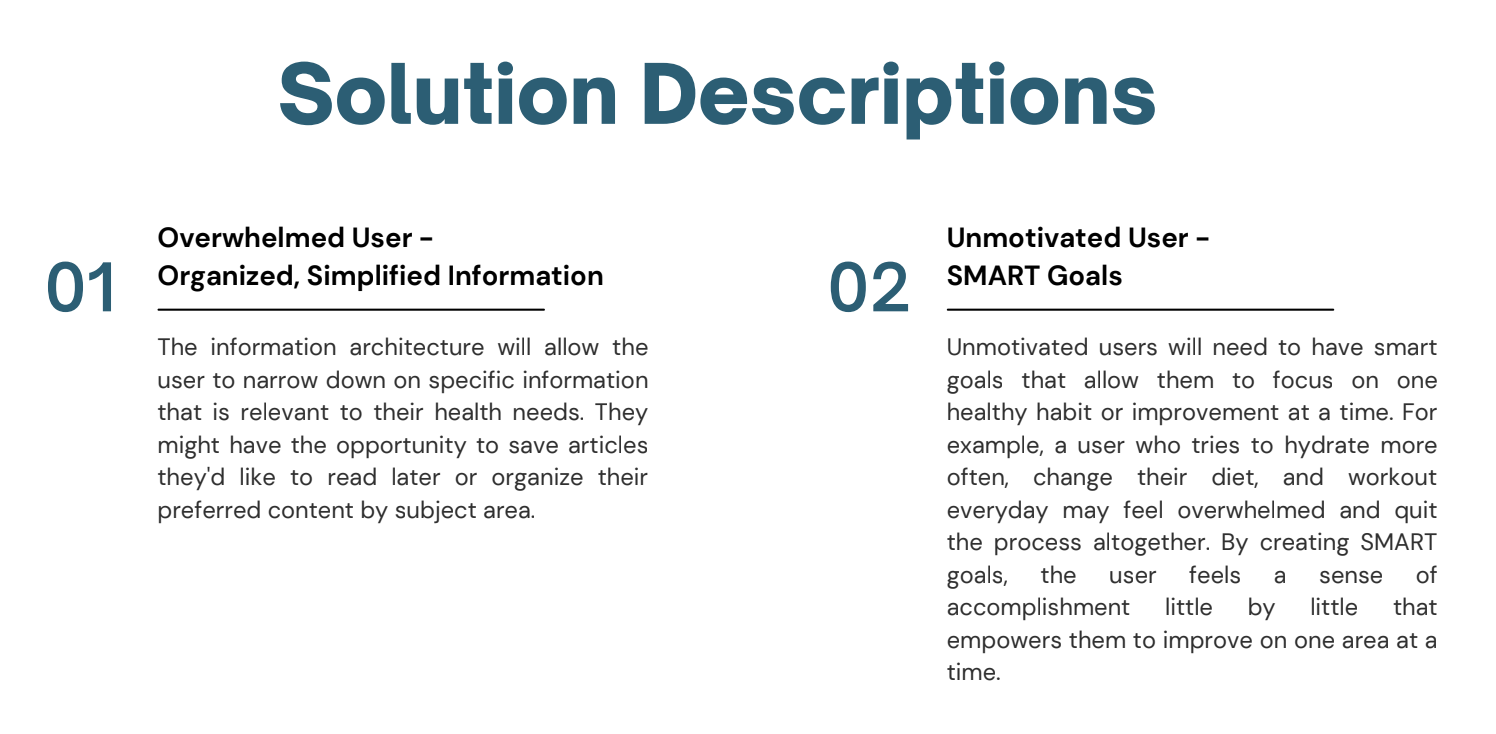 Solution Descriptions
01
Overwhelmed User –
Organized, Simplified Information
The information architecture will allow the
user to narrow down on specific information
that is relevant to their health needs. They
might have the opportunity to save articles
they'd like to read later or organize their
preferred content by subject area.
02
Unmotivated User –
SMART Goals
Unmotivated users will need to have smart
goals that allow them to focus on one
healthy habit or improvement at a time. For
example, a user who tries to hydrate more
often, change their diet, and workout
everyday may feel overwhelmed and quit
the process altogether. By creating SMART
goals, the user feels a sense of
accomplishment little by little that
empowers them to improve on one area at a
time.